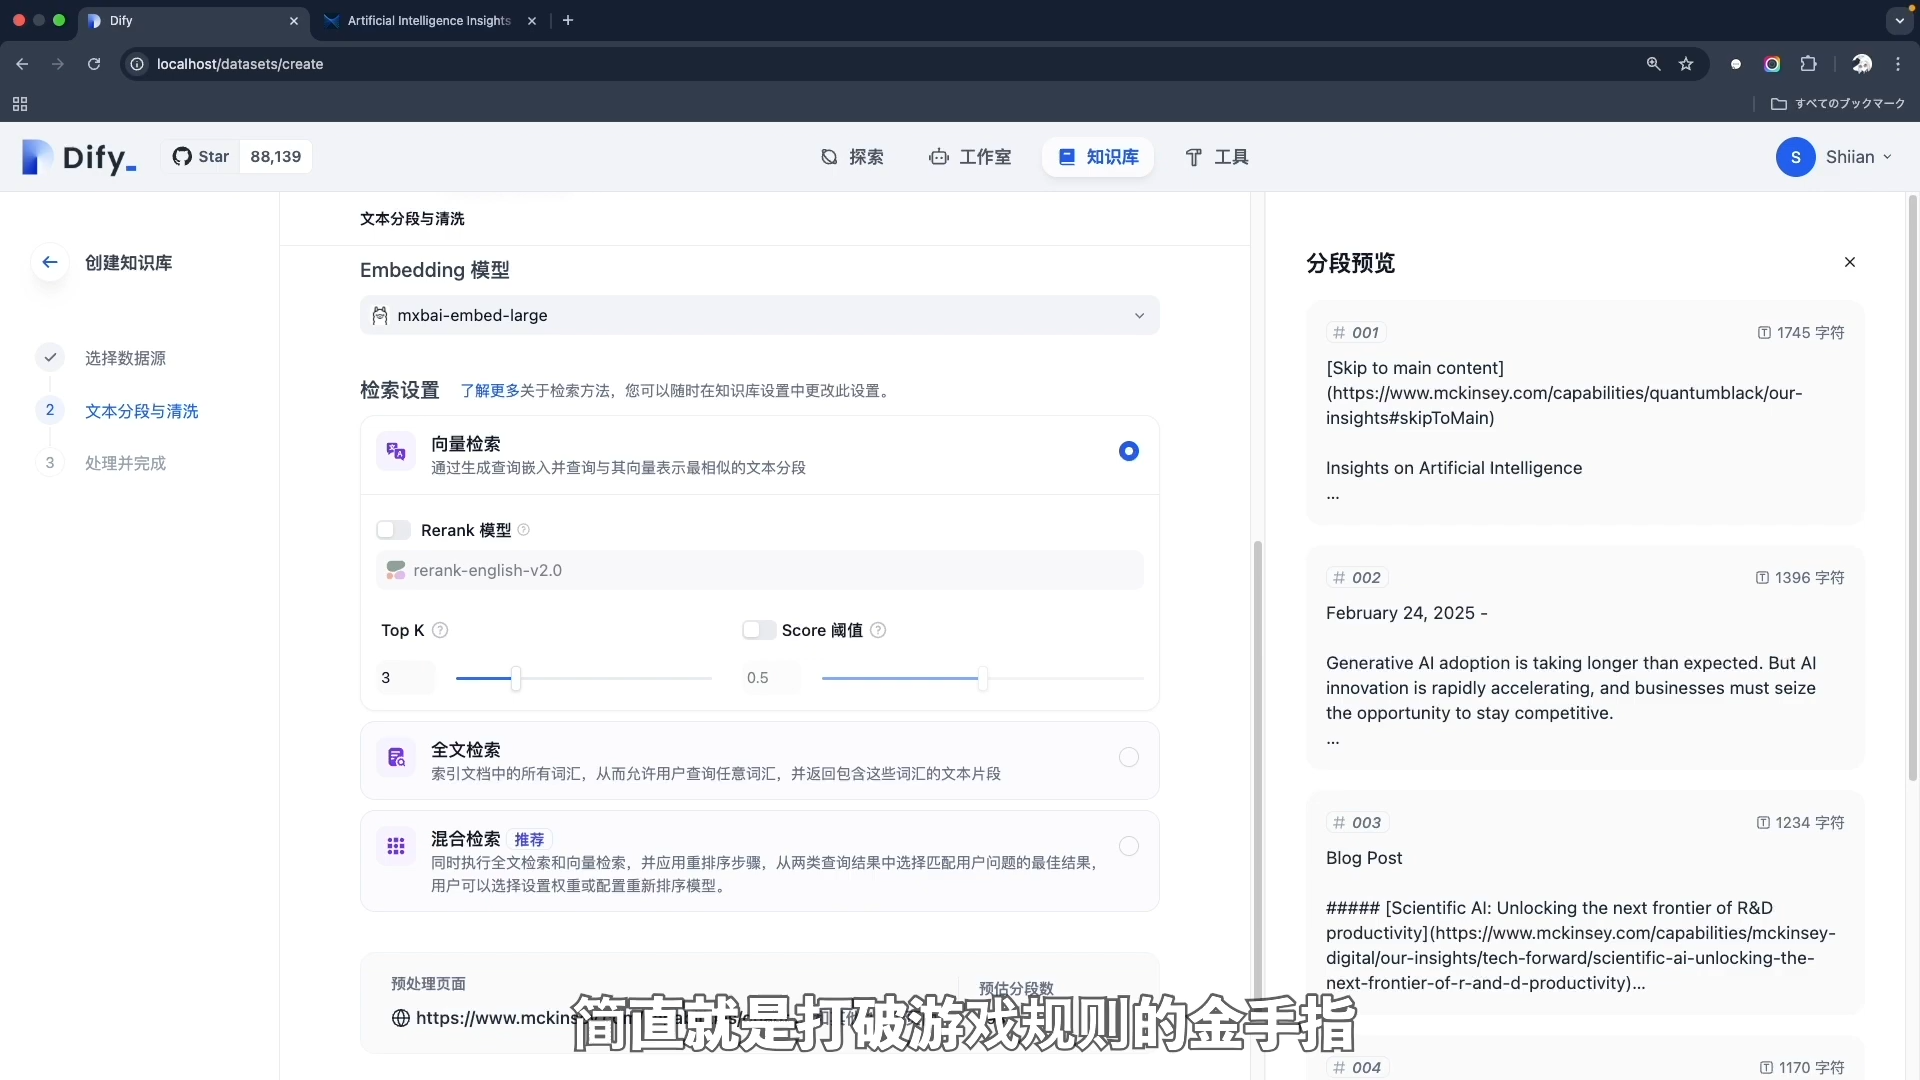 Dify
Artificial Intelligence Insights
localhost/datasets/create
すべてのブックマーク
Dify_
Star
88,139
探索
工作室
知识库
工具
S
Shiian
创建知识库
选择数据源
2
文本分段与清洗
3
处理并完成
文本分段与清洗
Embedding 模型
mxbai-embed-large
检索设置
了解更多关于检索方法，您可以随时在知识库设置中更改此设置。
向量检索
通过生成查询嵌入并查询与其向量表示最相似的文本分段
Rerank 模型
rerank-english-v2.0
Top K
Score 阈值
3
0.5
全文检索
索引文档中的所有词汇，从而允许用户查询任意词汇，并返回包含这些词汇的文本片段
混合检索
推荐
同时执行全文检索和向量检索，并应用重排序步骤，从两类查询结果中选择匹配用户问题的最佳结果，
用户可以选择设置权重或配置重新排序模型。
预处理页面
预估分段数
https://www.mckins
简直就是打破游戏规则的金手指
分段预览
# 001
1745 字符
[Skip to main content]
(https://www.mckinsey.com/capabilities/quantumblack/our-
insights#skipToMain)
Insights on Artificial Intelligence
...
# 002
1396 字符
February 24, 2025 -
Generative AI adoption is taking longer than expected. But AI
innovation is rapidly accelerating, and businesses must seize
the opportunity to stay competitive.
...
# 003
1234 字符
Blog Post
##### [Scientific AI: Unlocking the next frontier of R&D
productivity](https://www.mckinsey.com/capabilities/mckinsey-
digital/our-insights/tech-forward/scientific-ai-unlocking-the-
next-frontier-of-r-and-d-productivity)...
# 004
1170 字符